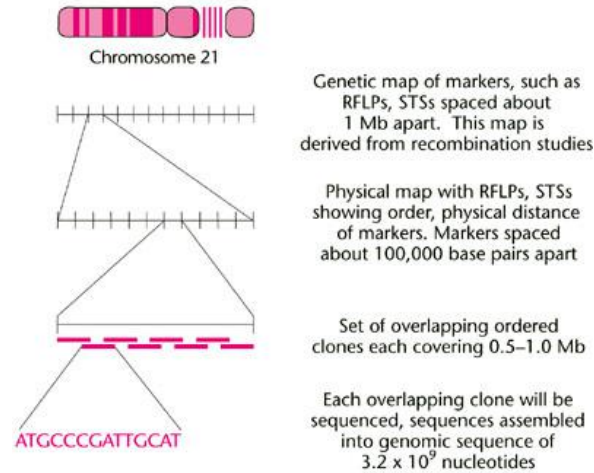 Chromosome 21
Genetic map of markers, such as
RFLPs, STSs spaced about
1 Mb apart. This map is
derived from recombination studies
Physical map with RFLPs, STSs
showing order, physical distance
of markers. Markers spaced
about 100,000 base pairs apart
Set of overlapping ordered
clones each covering 0.5–1.0 Mb
Each overlapping clone will be
sequenced, sequences assembled
into genomic sequence of
3.2 x 10⁹ nucleotides
ATGCCCGATTGCAT